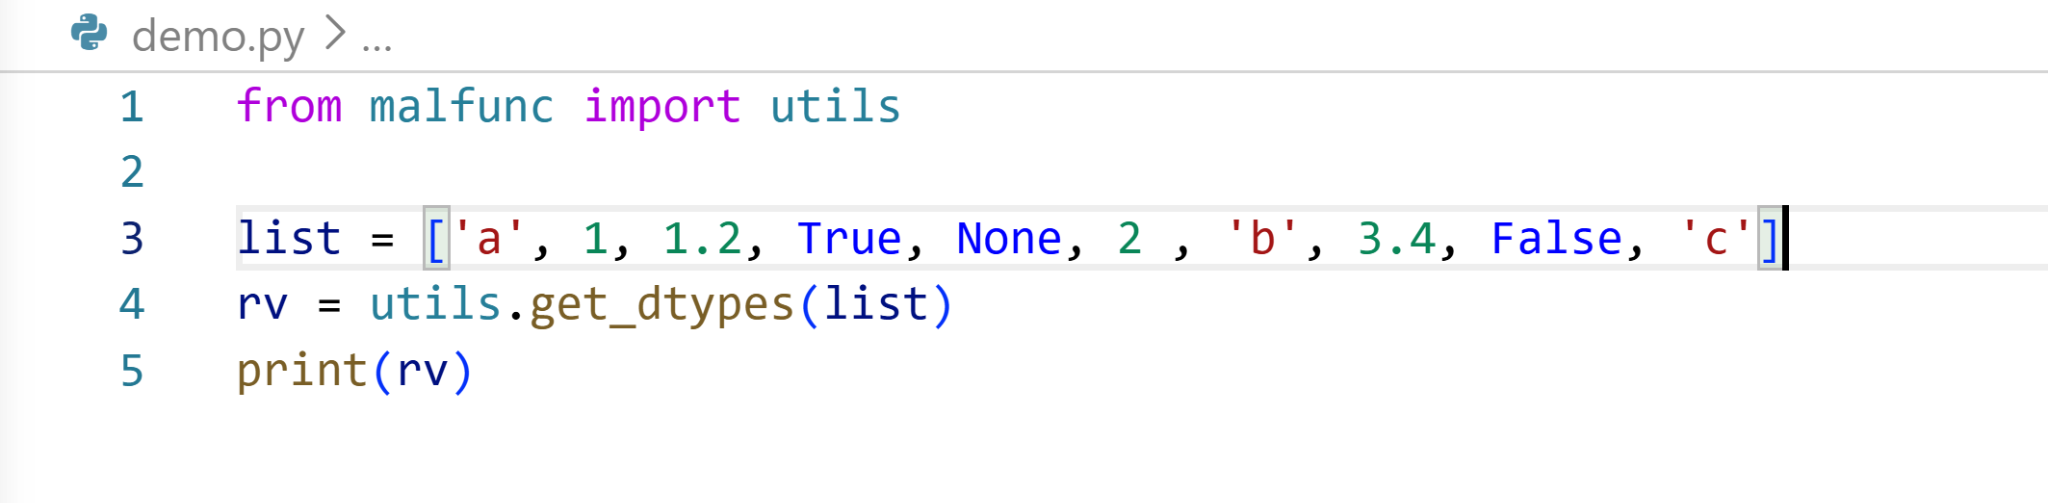 demo.py > ...
1 from malfunc import utils
2
3 list = ['a', 1, 1.2, True, None, 2 , 'b', 3.4, False, 'c']
4 rv = utils.get_dtypes(list)
5 print(rv)